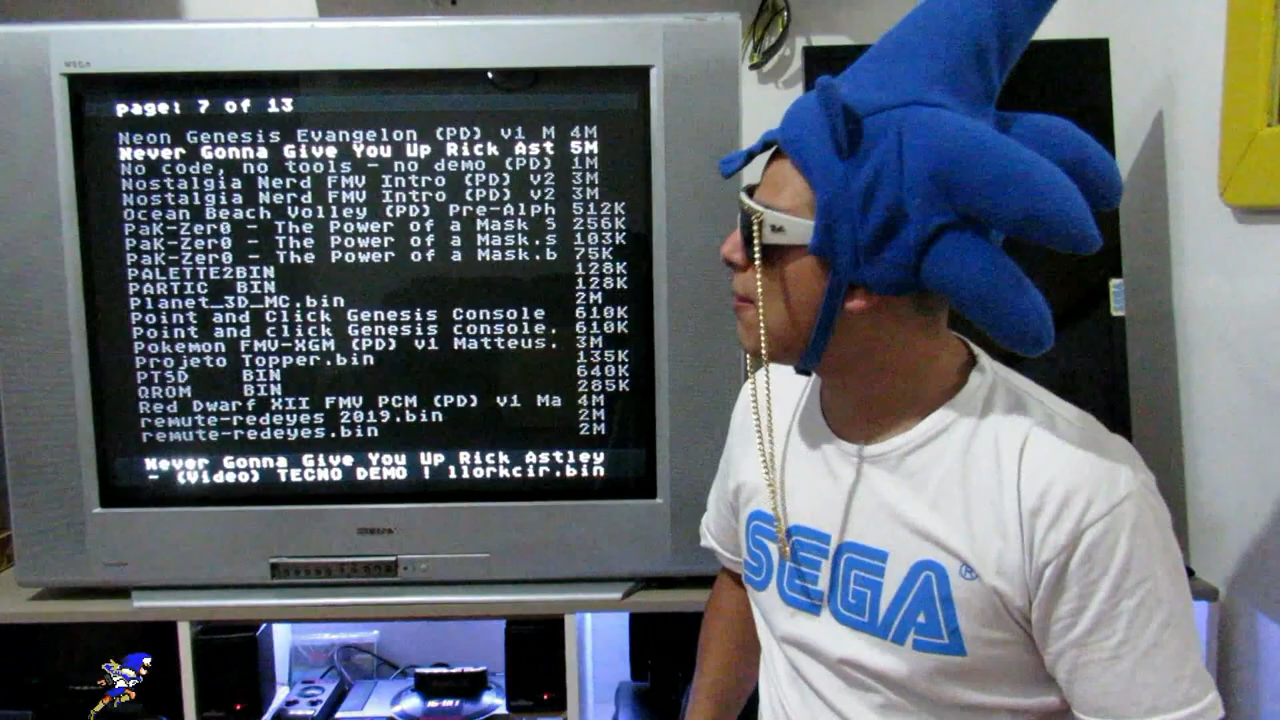 page: 7 of 13
Neon Genesis Evangelon (PD) v1 M 4M
Never Gonna Give You Up Rick Ast 5M
No code, no tools - no demo (PD) 1M
Nostalgia Nerd FMV Intro (PD) v2 3M
Nostalgia Nerd FMV Intro (PD) v2 3M
Ocean Beach Volley (PD) Pre-Alph 512K
PaK-Zer0 - The Power of a Mask S 256K
PaK-Zer0 - The Power of a Mask.s 103K
PaK-Zer0 - The Power of a Mask.b 75K
PALETTE2BIN 128K
PARTIC BIN 128K
Planet_3D_MC.bin 2M
Point and Click Genesis Console 610K
Point and click Genesis console. 610K
Pokemon FMV-XGM (PD) v1 Matteus. 3M
Projeto Topper.bin 135K
PTSD BIN 640K
QROM BIN 285K
Red Dwarf XII FMV PCM (PD) v1 Ma 4M
remute-redeyes 2019.bin 2M
remute-redeyes.bin 2M
Never Gonna Give You Up Rick Astley
- (Video) TECNO DEMO ! llorkcir.bin
SEGA®